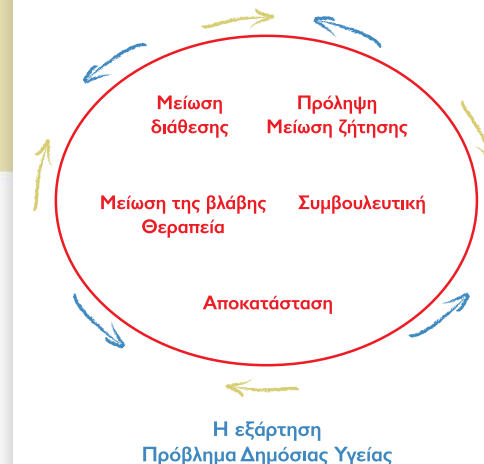 Μείωση
διάθεσης
Πρόληψη
Μείωση ζήτησης
Μείωση της βλάβης
Θεραπεία
Συμβουλευτική
Αποκατάσταση
Η εξάρτηση
Πρόβλημα Δημόσιας Υγείας